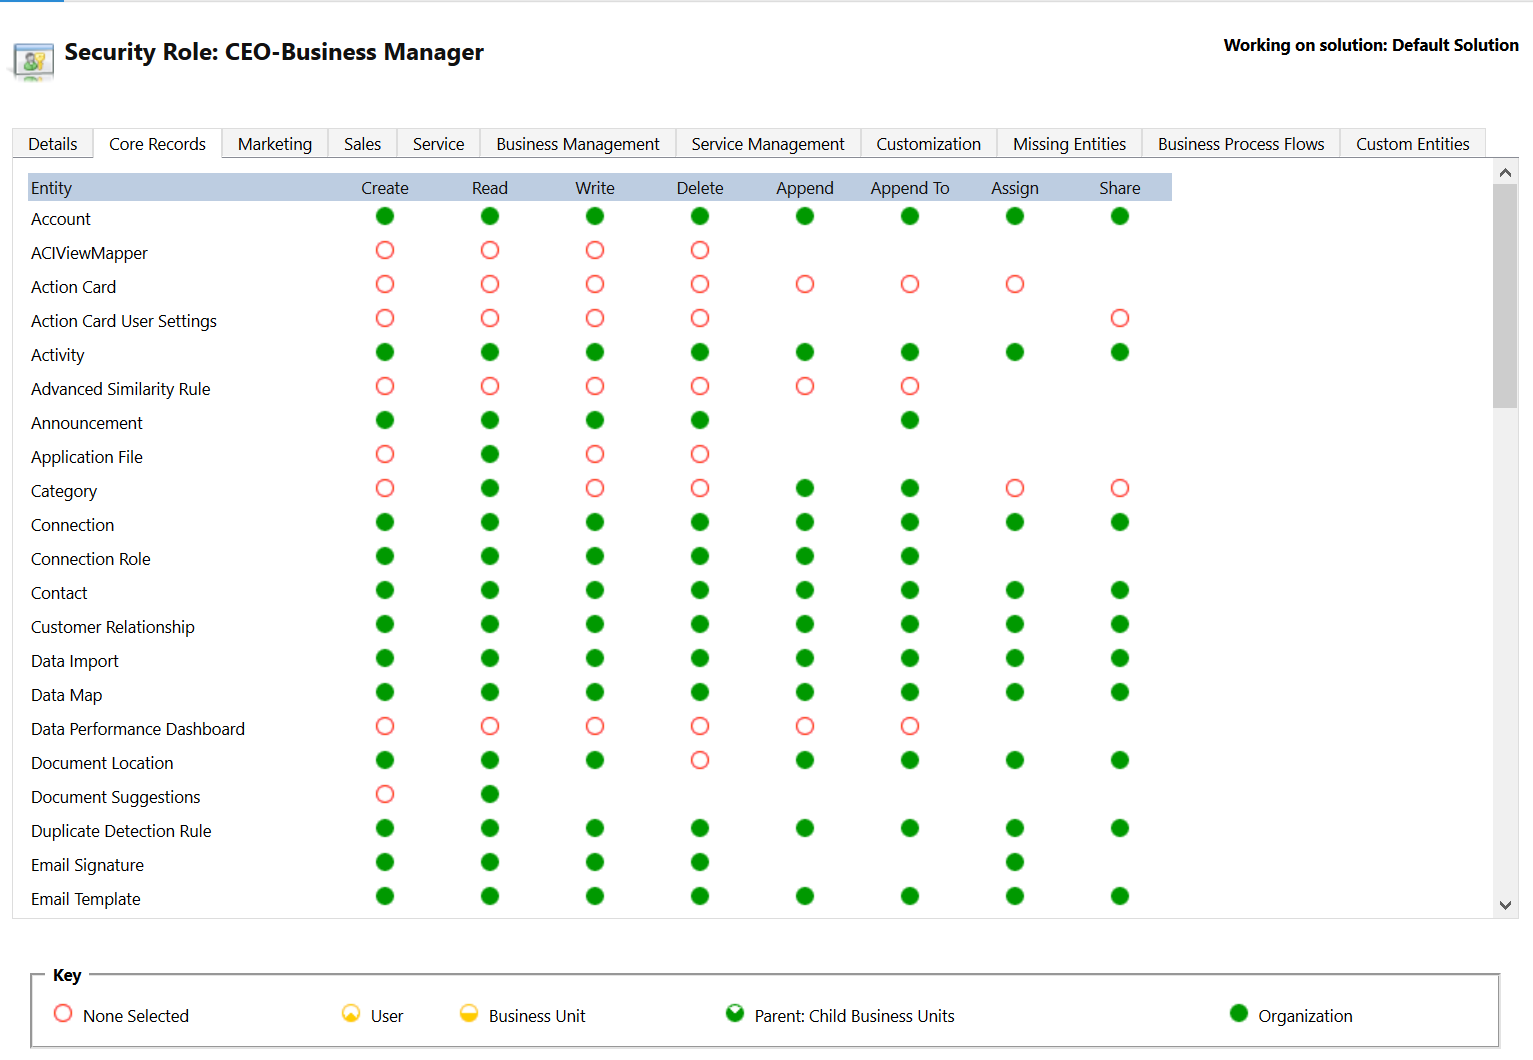 Security Role: CEO-Business Manager
Working on solution: Default Solution
Details Core Records Marketing Sales Service Business Management Service Management Customization Missing Entities Business Process Flows Custom Entities
Entity Create Read Write Delete Append Append To Assign Share
Account
ACIViewMapper
Action Card
Action Card User Settings
Activity
Advanced Similarity Rule
Announcement
Application File
Category
Connection
Connection Role
Contact
Customer Relationship
Data Import
Data Map
Data Performance Dashboard
Document Location
Document Suggestions
Duplicate Detection Rule
Email Signature
Email Template
Key
None Selected User Business Unit Parent: Child Business Units Organization